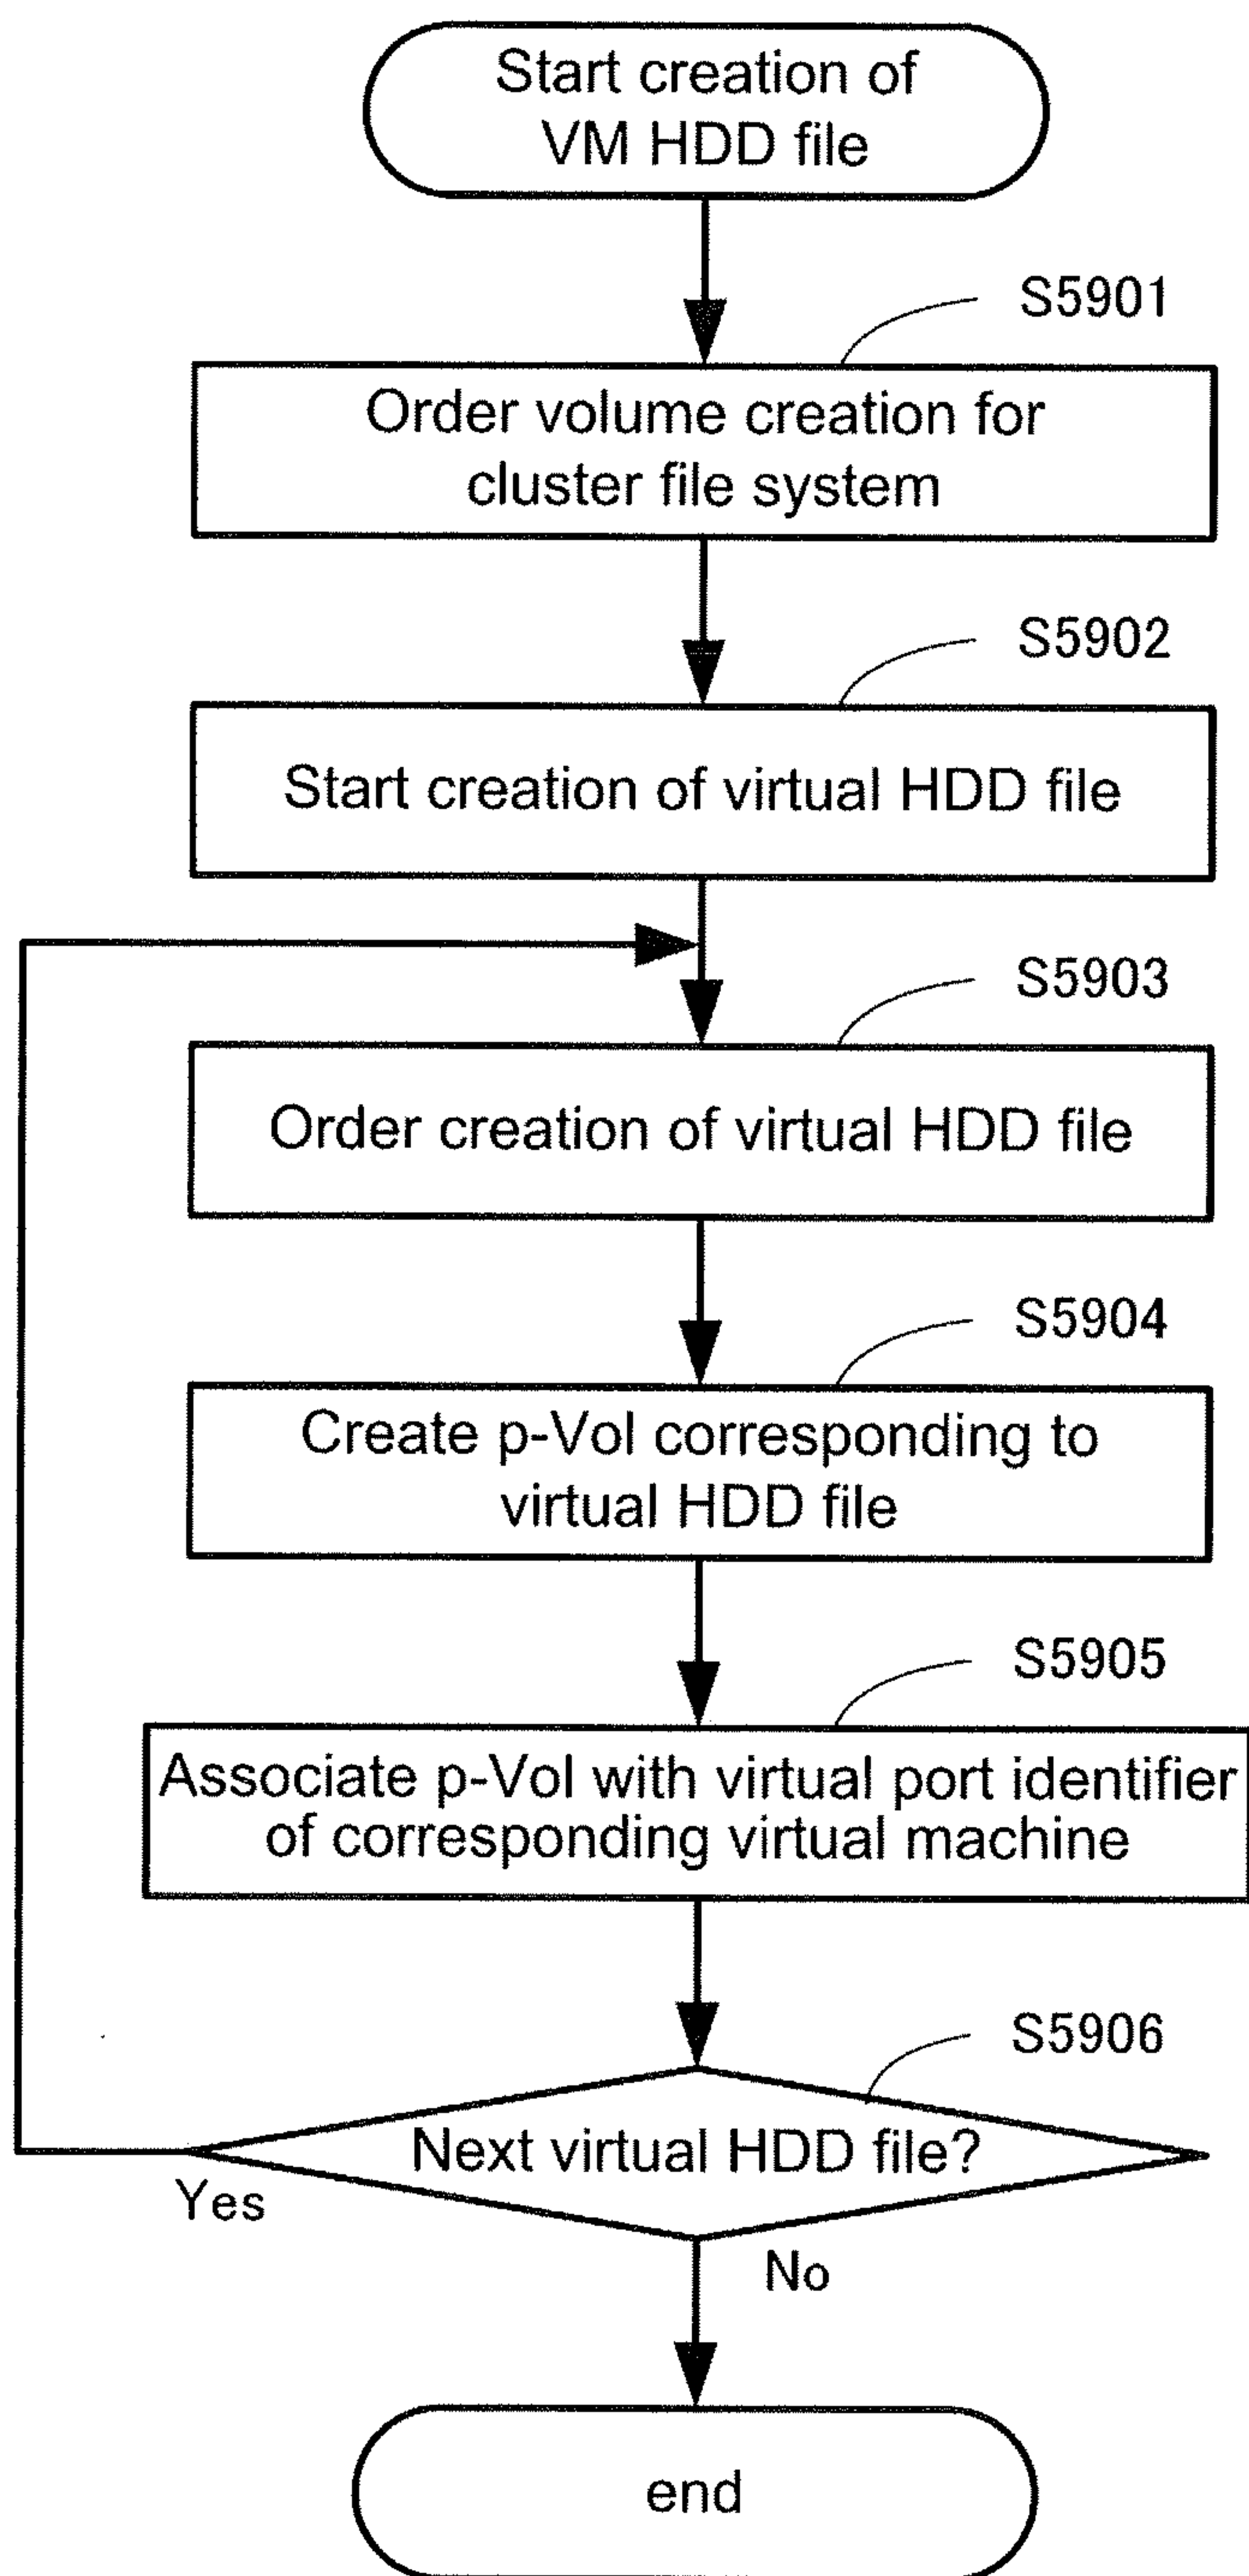 Start creation of
VM HDD file
S5901
Order volume creation for
cluster file system
S5902
Start creation of virtual HDD file
S5903
Order creation of virtual HDD file
S5904
Create p-Vol corresponding to
virtual HDD file
S5905
Associate p-Vol with virtual port identifier
of corresponding virtual machine
S5906
Next virtual HDD file?
Yes
No
end